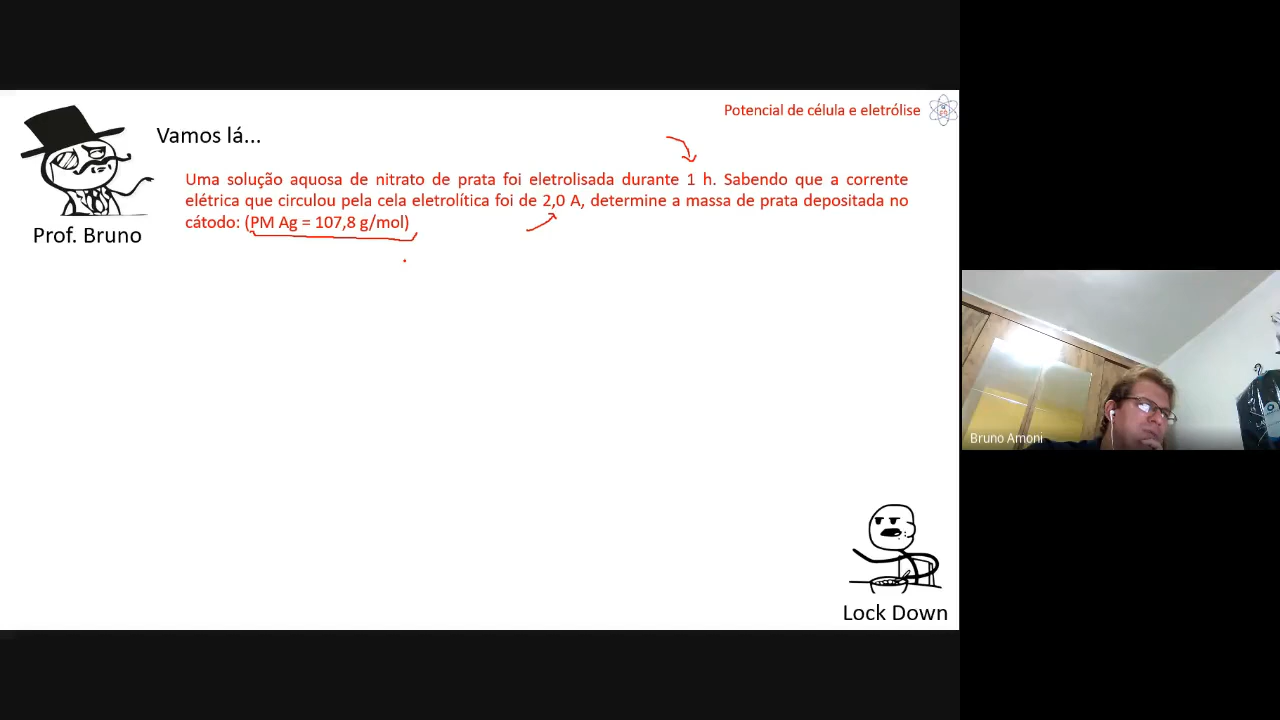 Potencial de célula e eletrólise
Vamos lá...
Uma solução aquosa de nitrato de prata foi eletrolisada durante 1 h. Sabendo que a corrente
elétrica que circulou pela cela eletrolítica foi de 2,0 A, determine a massa de prata depositada no
cátodo: (PM Ag = 107,8 g/mol)
Prof. Bruno
Bruno Amoni
Lock Down